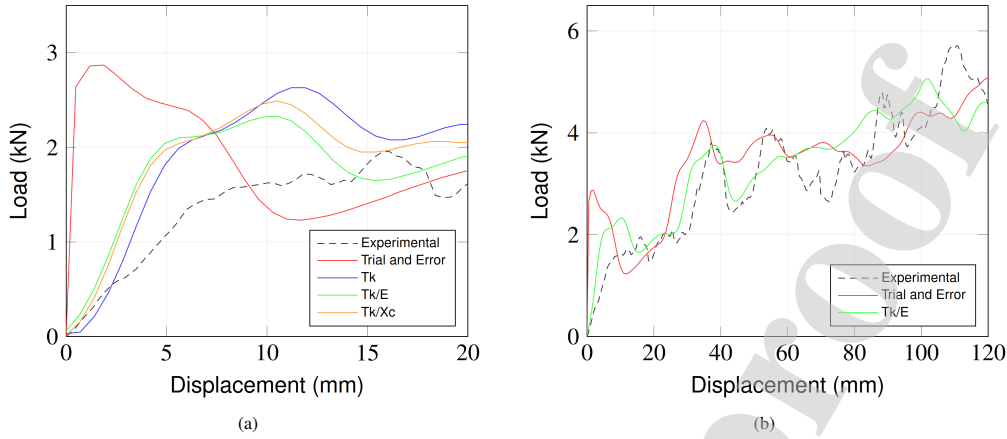 3
2
1
0
Load (kN)
0
5
10
15
20
Displacement (mm)
Experimental
Trial and Error
Tk
Tk/E
Tk/Xc
(a)
6
4
2
0
Load (kN)
0
20
40
60
80
100
120
Displacement (mm)
Experimental
Trial and Error
Tk/E
(b)
proof